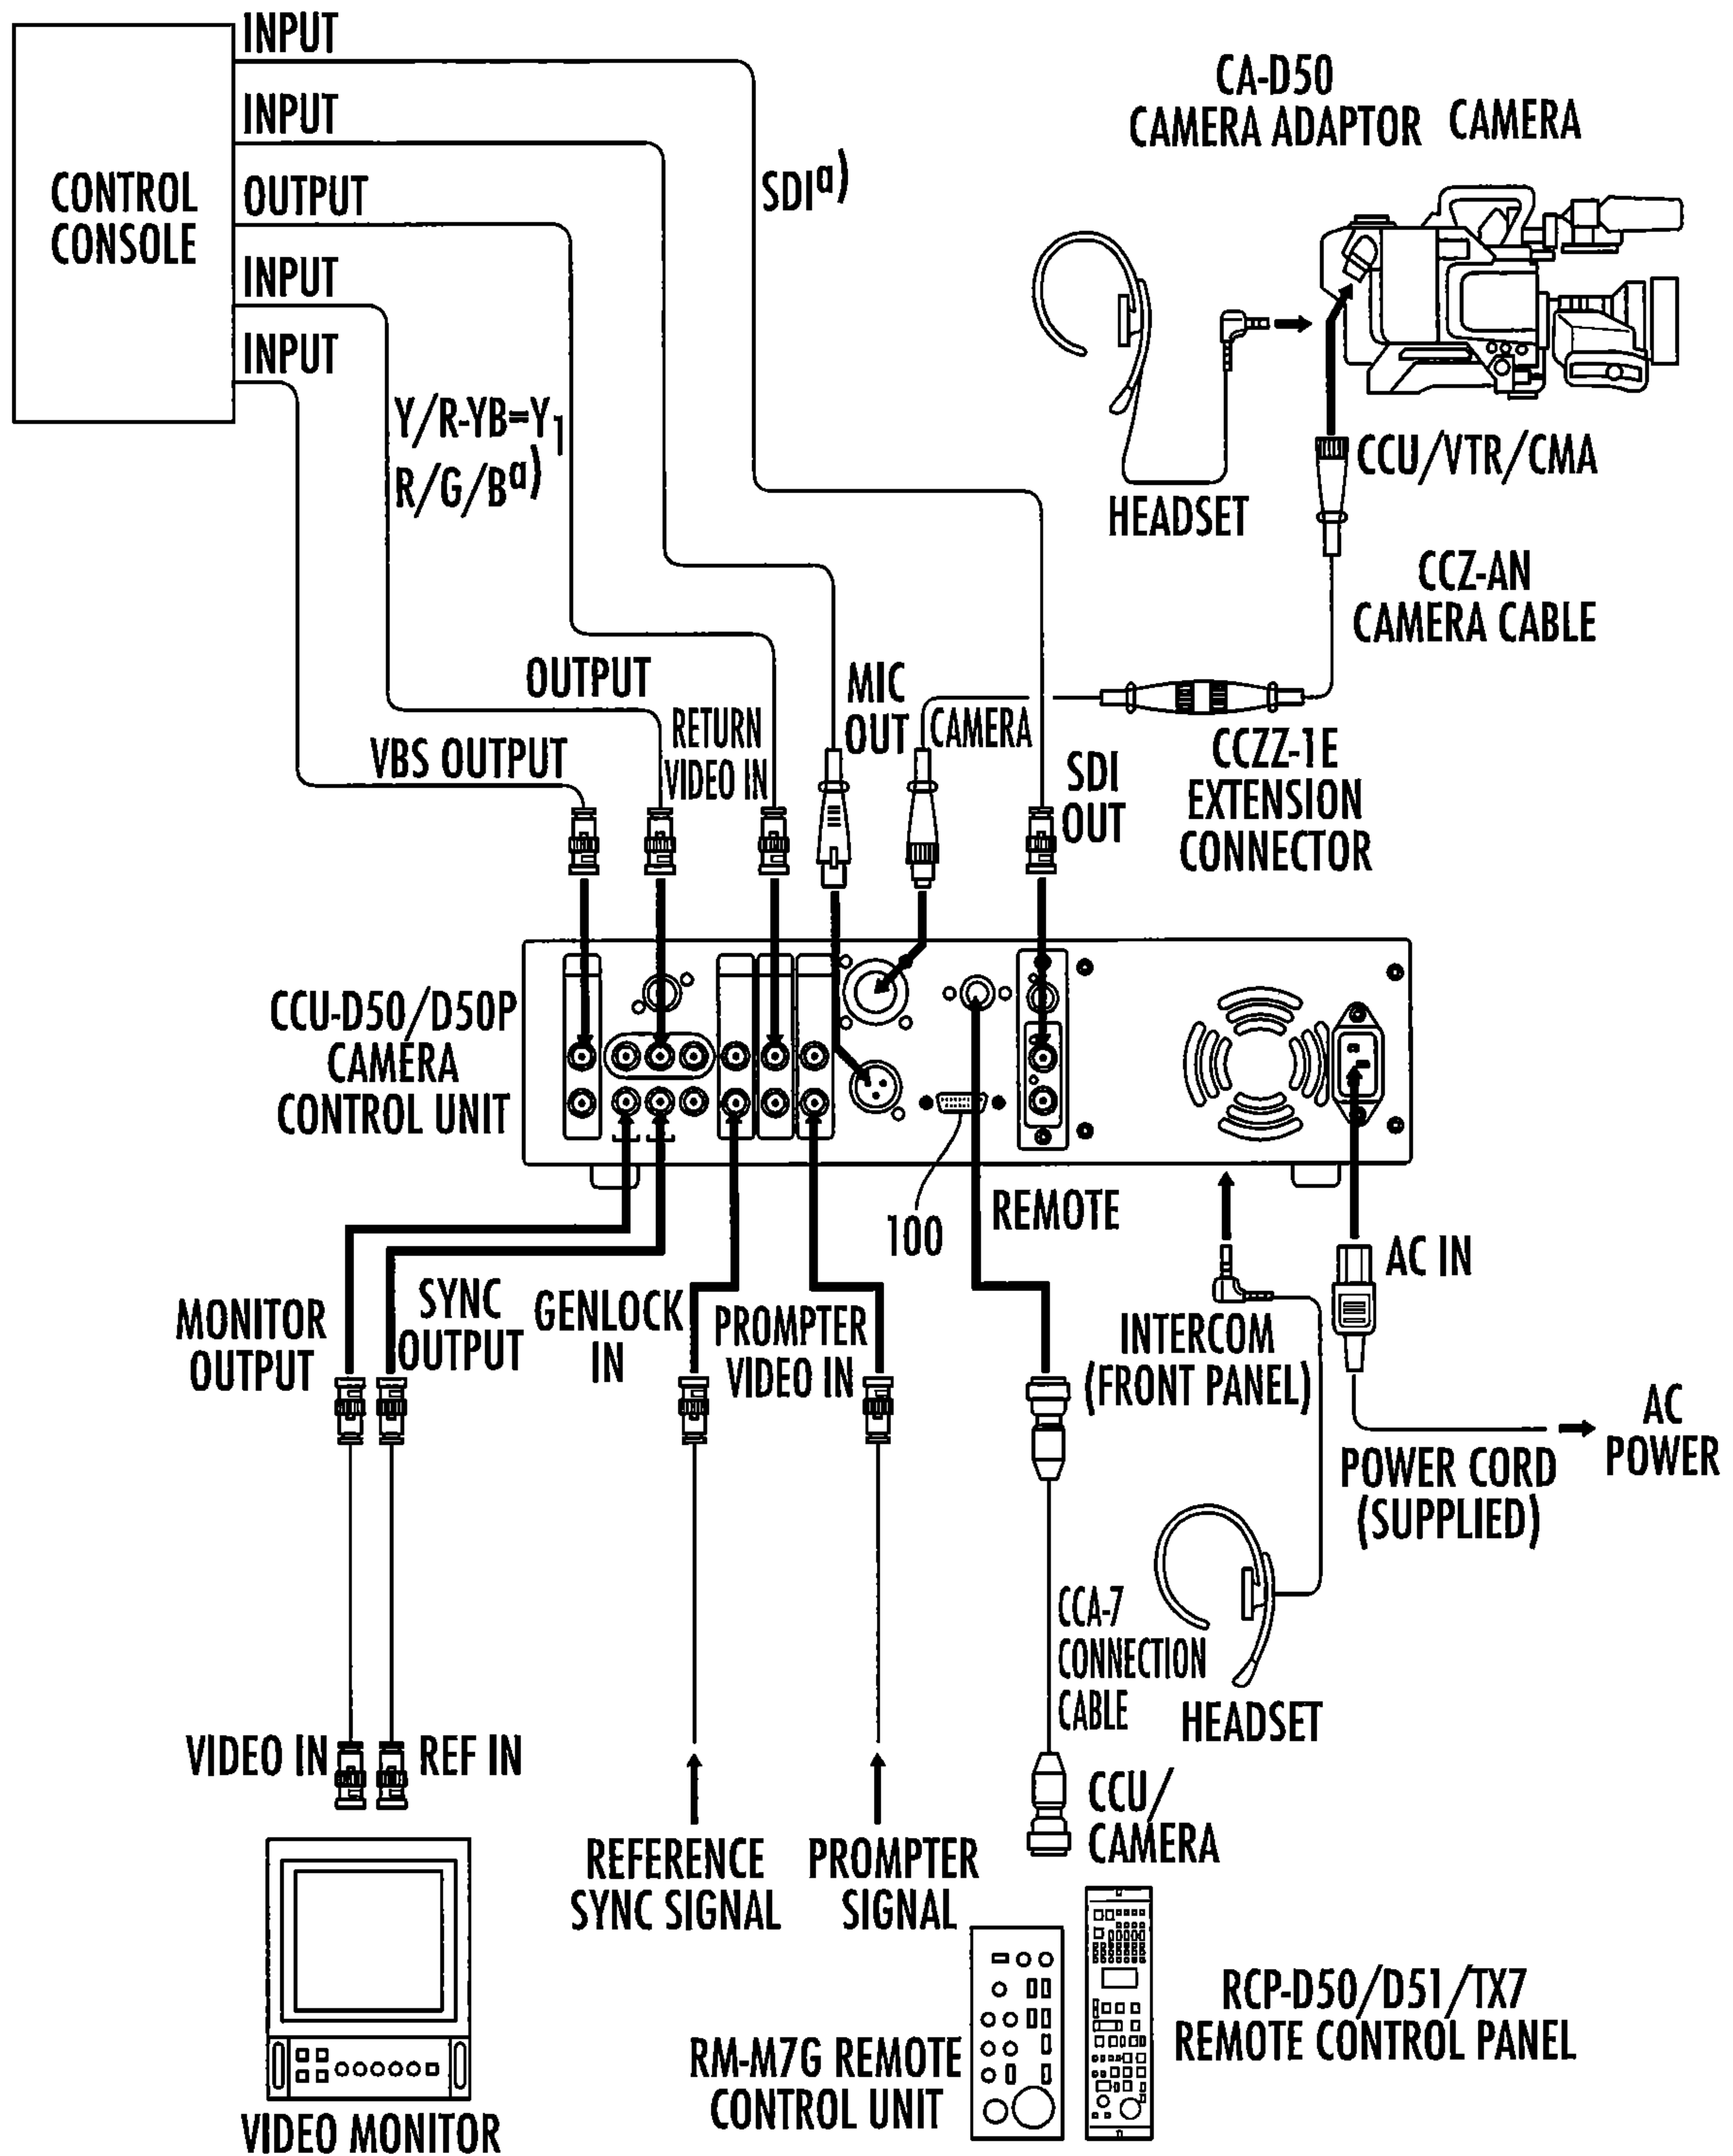 INPUT
INPUT
CONTROL
CONSOLE
OUTPUT
INPUT
INPUT
SDIa)
CA-D50
CAMERA ADAPTOR
CAMERA
Y/R-YB=Y1
R/G/Ba)
HEADSET
CCU/VTR/CMA
CCZ-AN
CAMERA CABLE
OUTPUT
VBS OUTPUT
RETURN
VIDEO IN
MIC
OUT
CAMERA
SDI
OUT
CCZZ-1E
EXTENSION
CONNECTOR
CCU-D50/D50P
CAMERA
CONTROL UNIT
100
REMOTE
AC IN
MONITOR
OUTPUT
SYNC
OUTPUT
GENLOCK
IN
PROMPTER
VIDEO IN
INTERCOM
(FRONT PANEL)
AC
POWER
POWER CORD
(SUPPLIED)
CCA-7
CONNECTION
CABLE
HEADSET
VIDEO IN
REF IN
CCU/
CAMERA
REFERENCE
SYNC SIGNAL
PROMPTER
SIGNAL
RCP-D50/D51/TX7
REMOTE CONTROL PANEL
RM-M7G REMOTE
CONTROL UNIT
VIDEO MONITOR